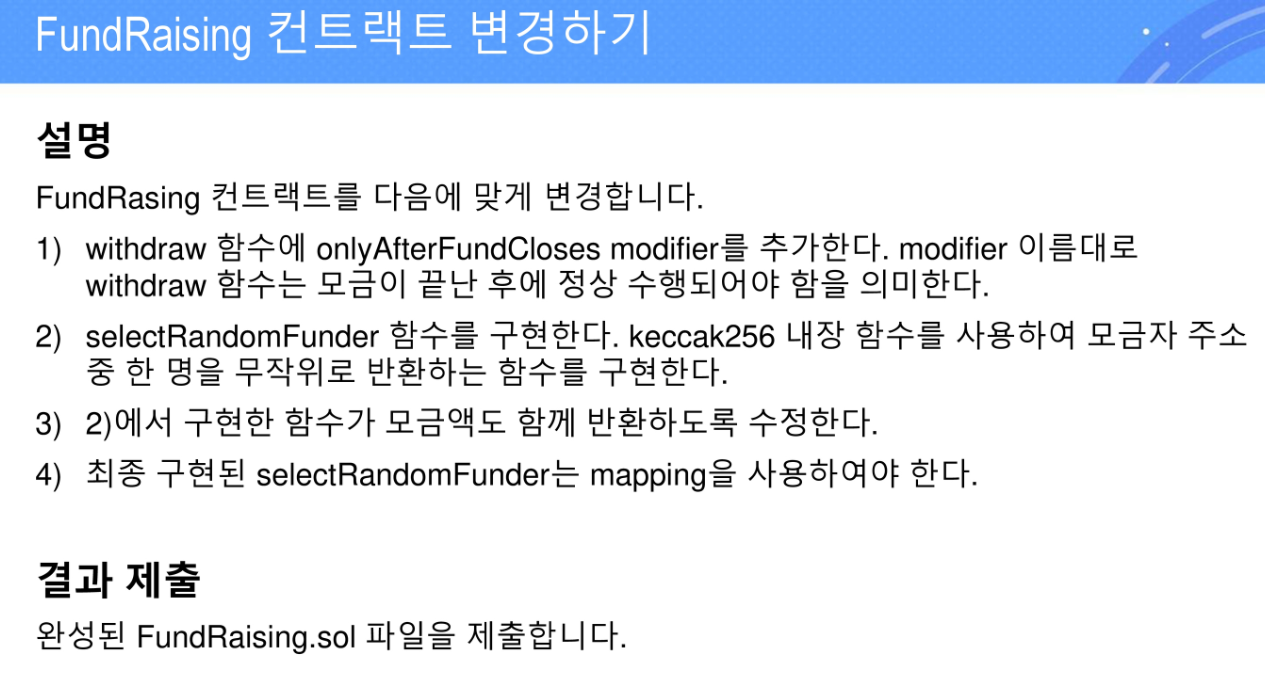 FundRaising 컨트랙트 변경하기
설명
FundRasing 컨트랙트를 다음에 맞게 변경합니다.
1) withdraw 함수에 onlyAfterFundCloses modifier를 추가한다. modifier 이름대로
withdraw 함수는 모금이 끝난 후에 정상 수행되어야 함을 의미한다.
2) selectRandomFunder 함수를 구현한다. keccak256 내장 함수를 사용하여 모금자 주소
중 한 명을 무작위로 반환하는 함수를 구현한다.
3) 2)에서 구현한 함수가 모금액도 함께 반환하도록 수정한다.
4) 최종 구현된 selectRandomFunder는 mapping을 사용하여야 한다.
결과 제출
완성된 FundRaising.sol 파일을 제출합니다.